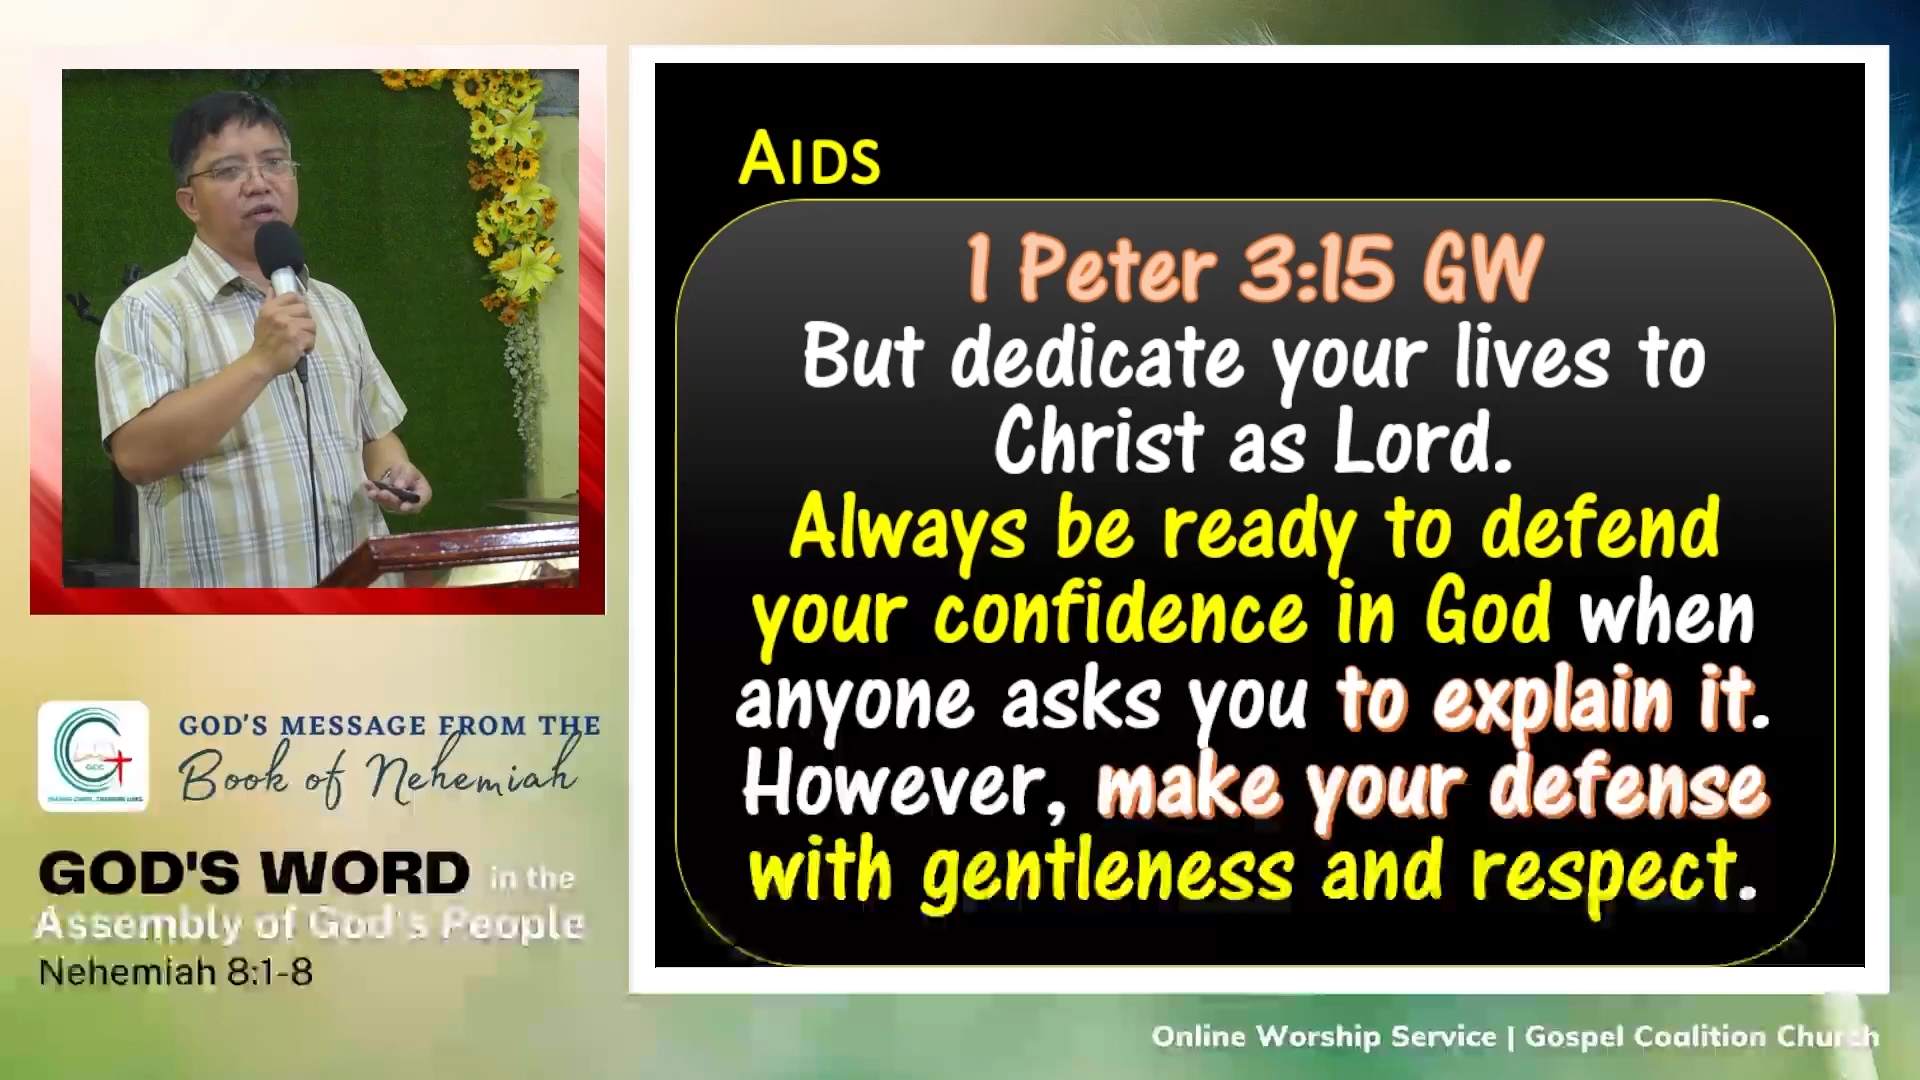 AIDS
1 Peter 3:15 GW
But dedicate your lives to
Christ as Lord.
Always be ready to defend
your confidence in God when
anyone asks you to explain it.
However, make your defense
with gentleness and respect.
GCC
GOD'S MESSAGE FROM THE
Book of Nehemiah
GOD'S WORD in the
Assembly of God's People
Nehemiah 8:1-8
Online Worship Service | Gospel Coalition Church